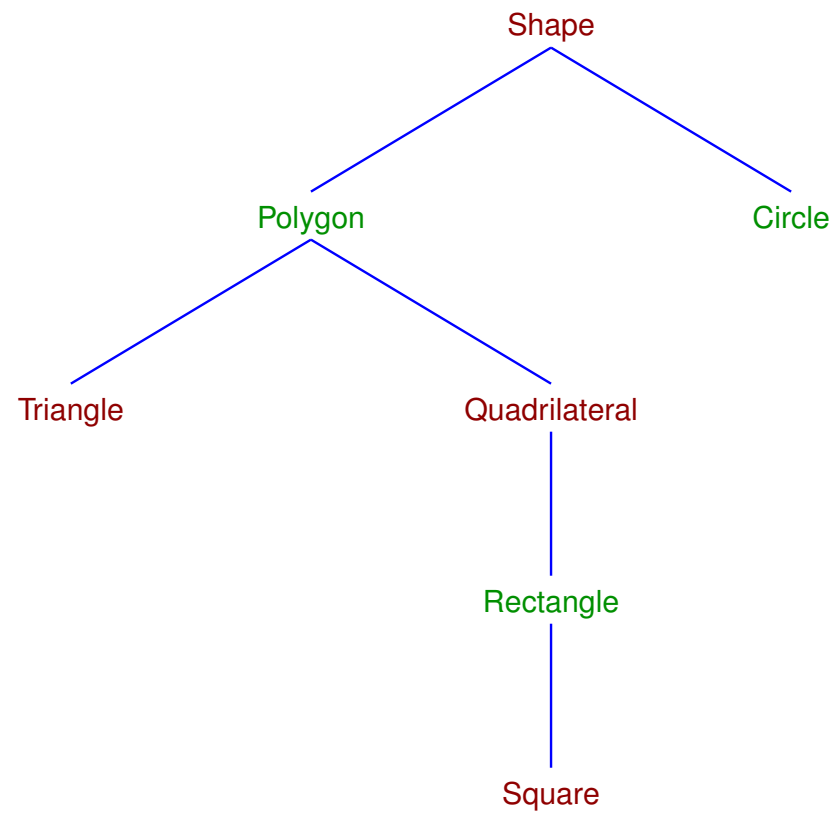 Shape
Polygon
Circle
Triangle
Quadrilateral
Rectangle
Square